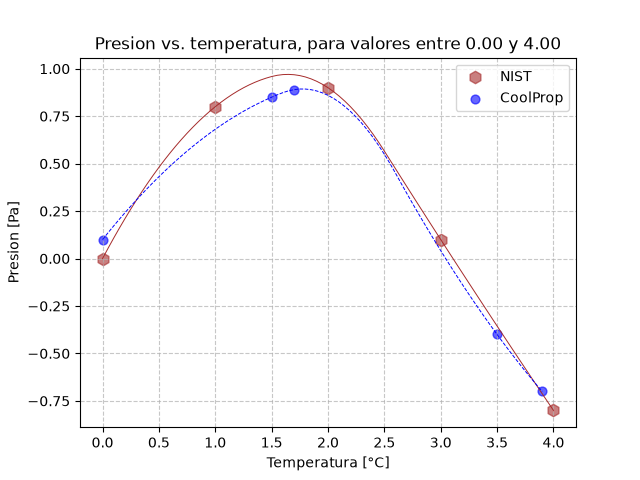 Presion vs. temperatura, para valores entre 0.00 y 4.00
NIST
CoolProp
Presion [Pa]
1.00
0.75
0.50
0.25
0.00
−0.25
−0.50
−0.75
0.0 0.5 1.0 1.5 2.0 2.5 3.0 3.5 4.0
Temperatura [°C]